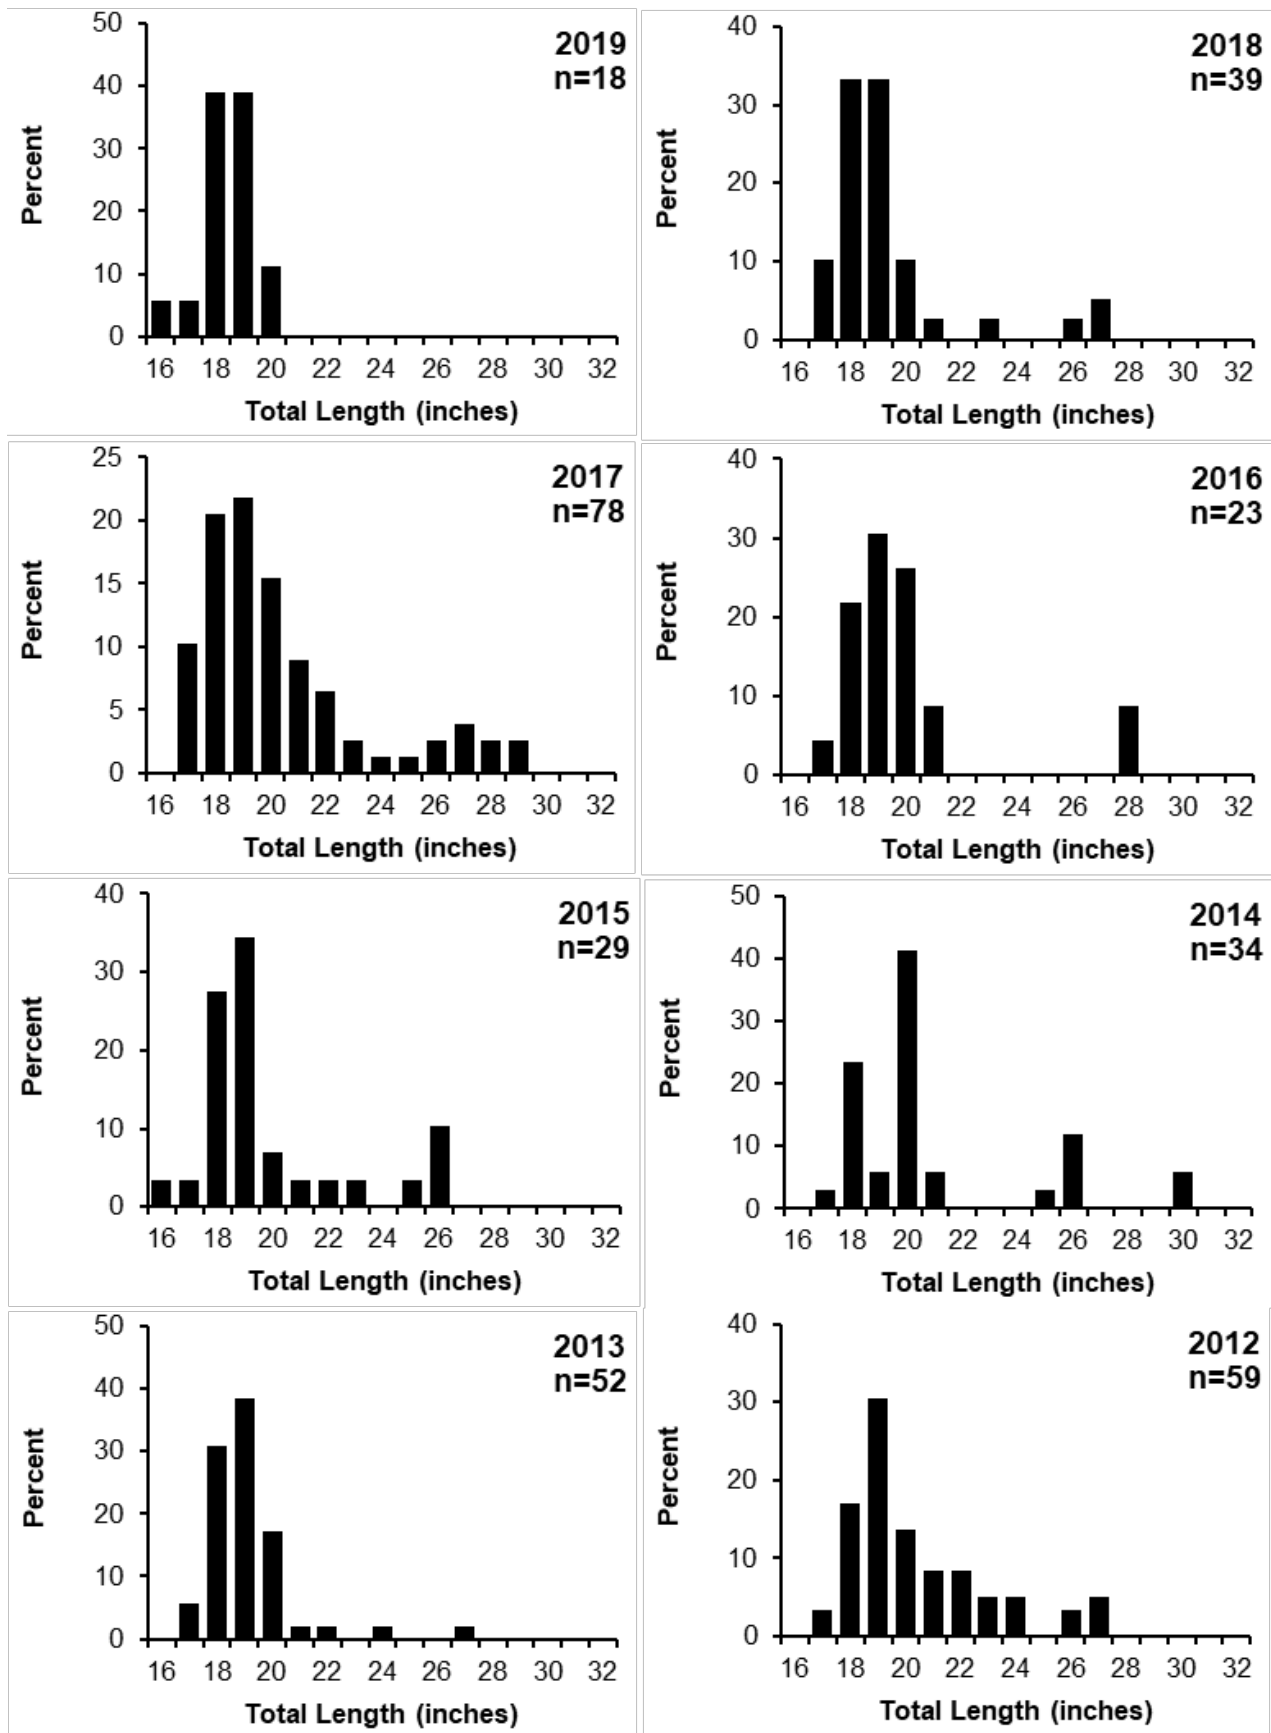 2019
n=18
50
40
30
20
10
0
Percent
16 18 20 22 24 26 28 30 32
Total Length (inches)
2018
n=39
40
30
20
10
0
Percent
16 18 20 22 24 26 28 30 32
Total Length (inches)
2017
n=78
25
20
15
10
5
0
Percent
16 18 20 22 24 26 28 30 32
Total Length (inches)
2016
n=23
40
30
20
10
0
Percent
16 18 20 22 24 26 28 30 32
Total Length (inches)
2015
n=29
40
30
20
10
0
Percent
16 18 20 22 24 26 28 30 32
Total Length (inches)
2014
n=34
50
40
30
20
10
0
Percent
16 18 20 22 24 26 28 30 32
Total Length (inches)
2013
n=52
50
40
30
20
10
0
Percent
16 18 20 22 24 26 28 30 32
Total Length (inches)
2012
n=59
40
30
20
10
0
Percent
16 18 20 22 24 26 28 30 32
Total Length (inches)